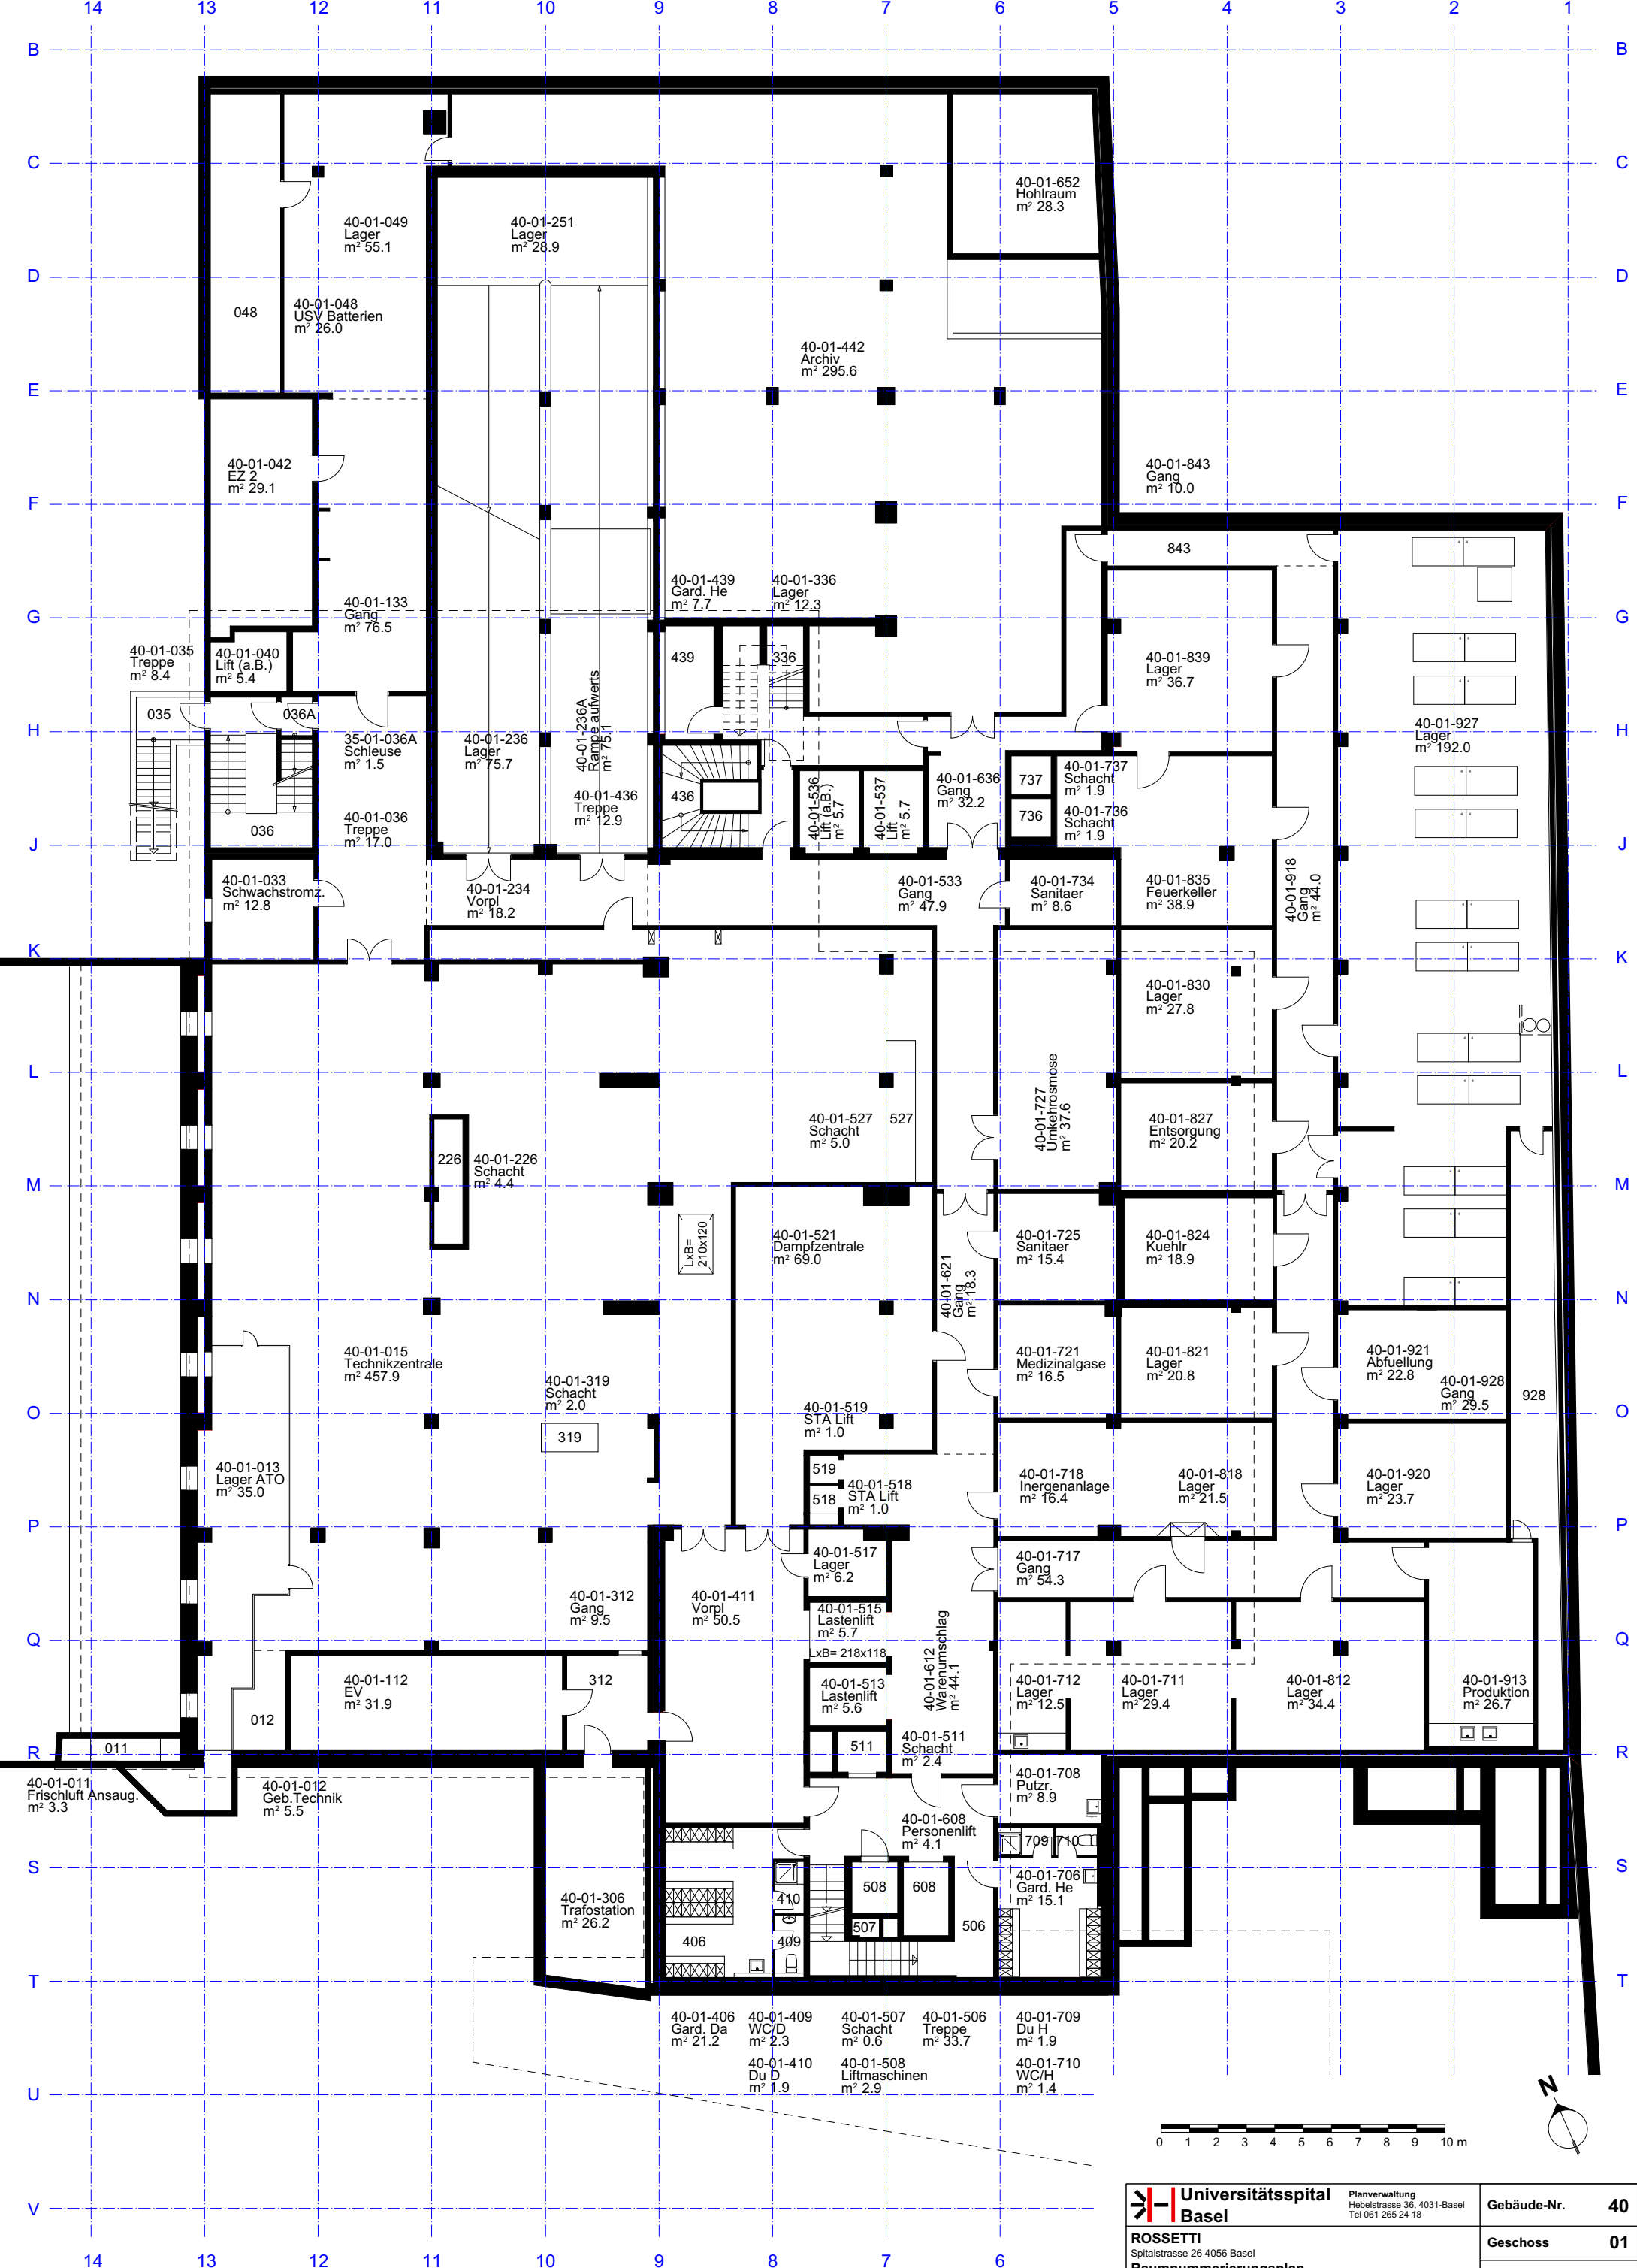 14 13 12 11 10 9 8 7 6 5 4 3 2 1
B B
C C
40-01-652
Hohlraum
m² 28.3
40-01-049
Lager
m² 55.1
40-01-251
Lager
m² 28.9
D D
048
40-01-048
USV Batterien
m² 26.0
40-01-442
Archiv
m² 295.6
E E
40-01-042
EZ 2
m² 29.1
40-01-843
Gang
m² 10.0
F F
843
40-01-439
Gard. He
m² 7.7
40-01-336
Lager
m² 12.3
40-01-133
Gang
m² 76.5
G G
40-01-035
Treppe
m² 8.4
40-01-040
Lift (a.B.)
m² 5.4
439
336
40-01-839
Lager
m² 36.7
035
036A
H H
35-01-036A
Schleuse
m² 1.5
40-01-236
Lager
m² 75.7
40-01-236A
Rampe aufwerts
m² 75.1
40-01-927
Lager
m² 192.0
40-01-436
Treppe
m² 12.9
436
40-01-536
Lift (a.B.)
m² 5.7
40-01-537
Lift
m² 5.7
40-01-636
Gang
m² 32.2
737
736
40-01-737
Schacht
m² 1.9
40-01-736
Schacht
m² 1.9
036
40-01-036
Treppe
m² 17.0
J J
40-01-033
Schwachstromz.
m² 12.8
40-01-234
Vorpl
m² 18.2
40-01-533
Gang
m² 47.9
40-01-734
Sanitaer
m² 8.6
40-01-835
Feuerkeller
m² 38.9
40-01-918
Gang
m² 44.0
K K
40-01-830
Lager
m² 27.8
L L
40-01-527
Schacht
m² 5.0
527
40-01-727
Umkehrosmose
m² 37.6
40-01-827
Entsorgung
m² 20.2
226
40-01-226
Schacht
m² 4.4
M M
LxB=
210x120
40-01-521
Dampfzentrale
m² 69.0
40-01-621
Gang
m² 18.3
40-01-725
Sanitaer
m² 15.4
40-01-824
Kuehlr
m² 18.9
N N
40-01-015
Technikzentrale
m² 457.9
40-01-319
Schacht
m² 2.0
40-01-721
Medizinalgase
m² 16.5
40-01-821
Lager
m² 20.8
40-01-921
Abfuellung
m² 22.8
40-01-928
Gang
m² 29.5
928
40-01-519
STA Lift
m² 1.0
O O
319
40-01-013
Lager ATO
m² 35.0
519
518
40-01-518
STA Lift
m² 1.0
40-01-718
Inergenanlage
m² 16.4
40-01-818
Lager
m² 21.5
40-01-920
Lager
m² 23.7
P P
40-01-517
Lager
m² 6.2
40-01-717
Gang
m² 54.3
40-01-312
Gang
m² 9.5
40-01-411
Vorpl
m² 50.5
40-01-515
Lastenlift
m² 5.7
LxB= 218x118
40-01-612
Warenumschlag
m² 44.1
Q Q
40-01-112
EV
m² 31.9
312
40-01-513
Lastenlift
m² 5.6
40-01-712
Lager
m² 12.5
40-01-711
Lager
m² 29.4
40-01-812
Lager
m² 34.4
40-01-913
Produktion
m² 26.7
012
011
511
40-01-511
Schacht
m² 2.4
R R
40-01-011
Frischluft Ansaug.
m² 3.3
40-01-012
Geb.Technik
m² 5.5
40-01-708
Putzr.
m² 8.9
40-01-608
Personenlift
m² 4.1
709 710
S S
40-01-306
Trafostation
m² 26.2
410
508
608
40-01-706
Gard. He
m² 15.1
406
409
507
506
T T
40-01-406
Gard. Da
m² 21.2
40-01-409
WC/D
m² 2.3
40-01-507
Schacht
m² 0.6
40-01-506
Treppe
m² 33.7
40-01-709
Du H
m² 1.9
40-01-410
Du D
m² 1.9
40-01-508
Liftmaschinen
m² 2.9
40-01-710
WC/H
m² 1.4
U U
N
0 1 2 3 4 5 6 7 8 9 10 m
V
Universitätsspital
Basel
Planverwaltung
Hebelstrasse 36, 4031-Basel
Tel 061 265 24 18
Gebäude-Nr. 40
ROSSETTI
Spitalstrasse 26 4056 Basel
Raumnummerierungsplan
Geschoss 01
14 13 12 11 10 9 8 7 6